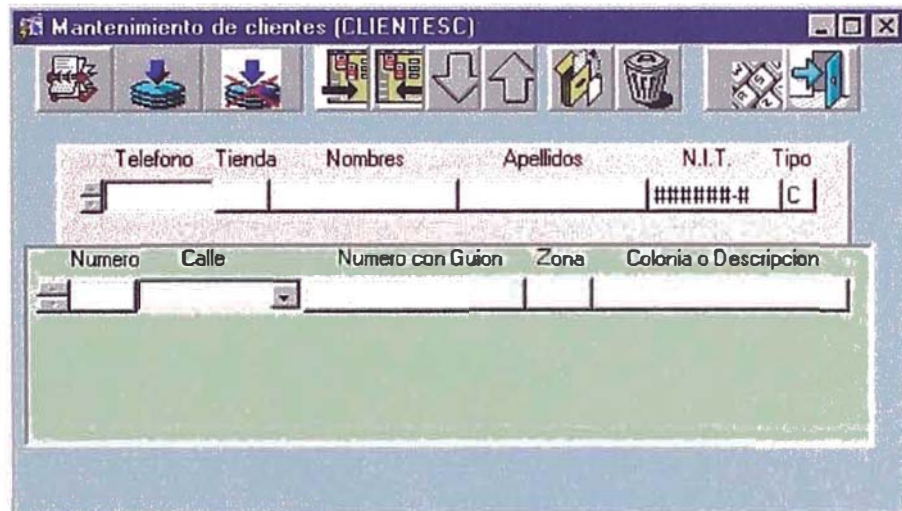 Mantenimiento de clientes (CLIENTESC)
Telefono Tienda Nombres Apellidos N.I.T. Tipo
#######-# C
Numero Calle Numero con Guion Zona Colonia o Descripcion